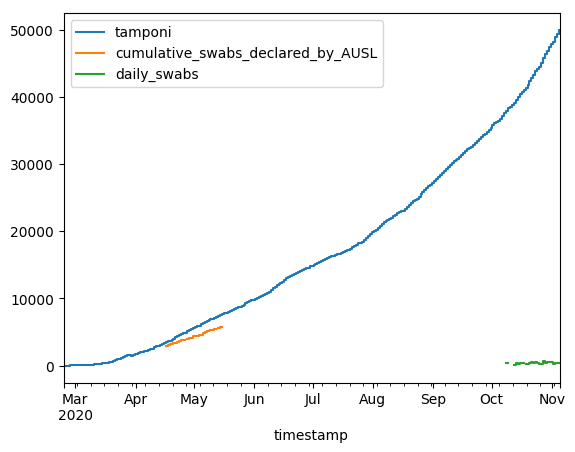 tamponi
cumulative_swabs_declared_by_AUSL
daily_swabs
50000
40000
30000
20000
10000
0
Mar Apr May Jun Jul Aug Sep Oct Nov
2020
timestamp